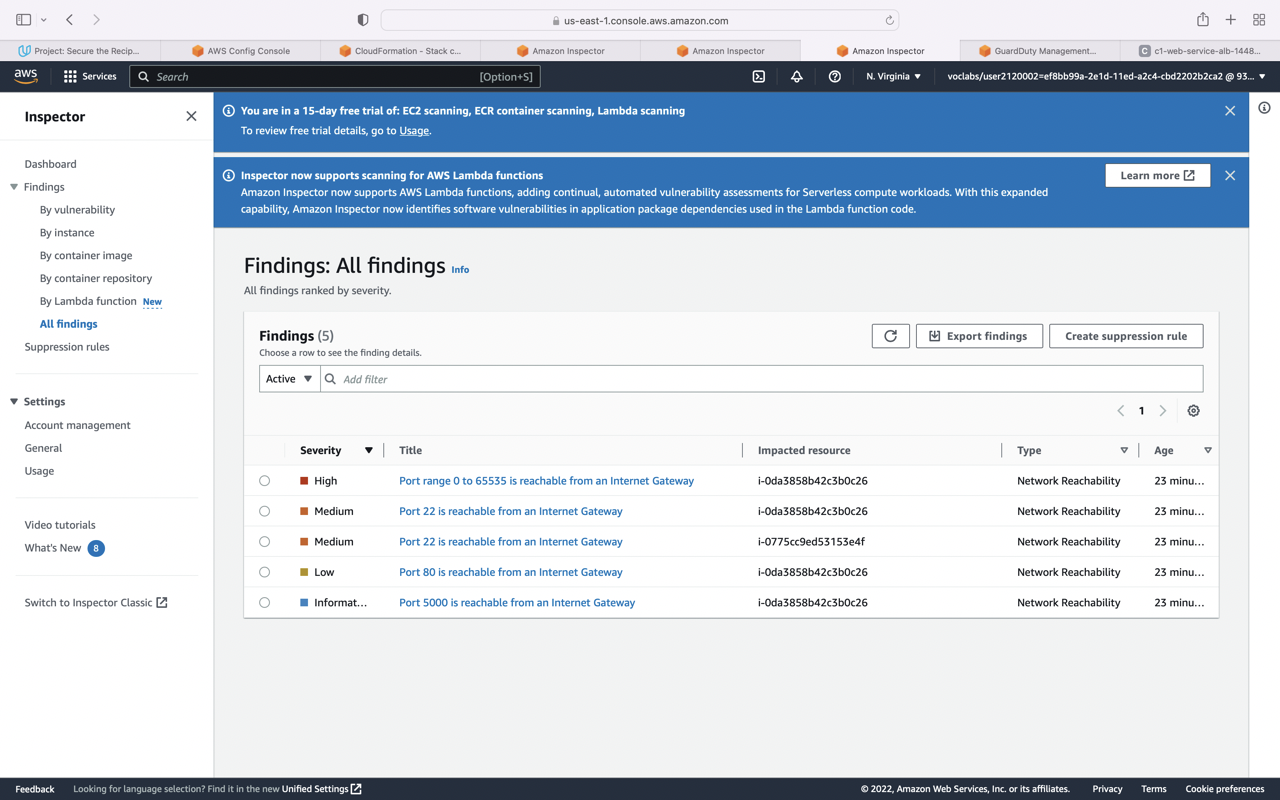 us-east-1.console.aws.amazon.com
Project: Secure the Recip...
AWS Config Console
CloudFormation - Stack c...
Amazon Inspector
Amazon Inspector
Amazon Inspector
GuardDuty Management...
C c1-web-service-alb-1448...
aws
Services
Search
[Option+S]
N. Virginia
voclabs/user2120002=ef8bb99a-2e1d-11ed-a2c4-cbd2202b2ca2 @ 93...
Inspector
Dashboard
Findings
By vulnerability
By instance
By container image
By container repository
By Lambda function New
All findings
Suppression rules
Settings
Account management
General
Usage
Video tutorials
What's New 8
Switch to Inspector Classic
You are in a 15-day free trial of: EC2 scanning, ECR container scanning, Lambda scanning
To review free trial details, go to Usage.
Inspector now supports scanning for AWS Lambda functions
Amazon Inspector now supports AWS Lambda functions, adding continual, automated vulnerability assessments for Serverless compute workloads. With this expanded
capability, Amazon Inspector now identifies software vulnerabilities in application package dependencies used in the Lambda function code.
Learn more
Findings: All findings Info
All findings ranked by severity.
Findings (5)
Choose a row to see the finding details.
Export findings
Create suppression rule
Active
Add filter
1
Severity Title Impacted resource Type Age
High Port range 0 to 65535 is reachable from an Internet Gateway i-0da3858b42c3b0c26 Network Reachability 23 minu...
Medium Port 22 is reachable from an Internet Gateway i-0da3858b42c3b0c26 Network Reachability 23 minu...
Medium Port 22 is reachable from an Internet Gateway i-0775cc9ed53153e4f Network Reachability 23 minu...
Low Port 80 is reachable from an Internet Gateway i-0da3858b42c3b0c26 Network Reachability 23 minu...
Informat... Port 5000 is reachable from an Internet Gateway i-0da3858b42c3b0c26 Network Reachability 23 minu...
Feedback
Looking for language selection? Find it in the new Unified Settings
© 2022, Amazon Web Services, Inc. or its affiliates.
Privacy
Terms
Cookie preferences